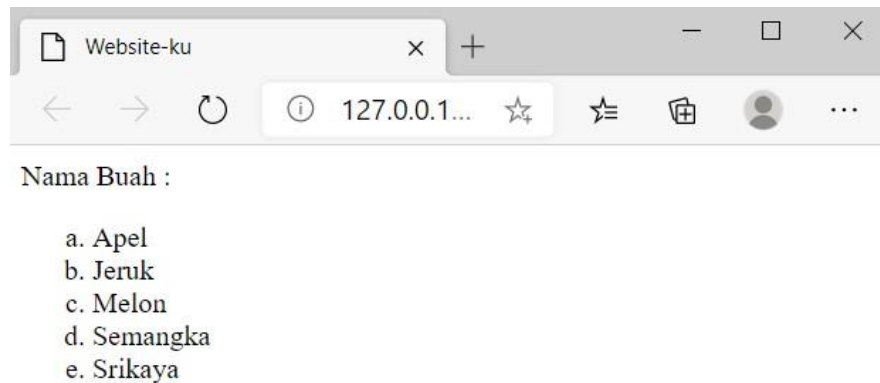 Website-ku
127.0.0.1...
Nama Buah :
a. Apel
b. Jeruk
c. Melon
d. Semangka
e. Srikaya